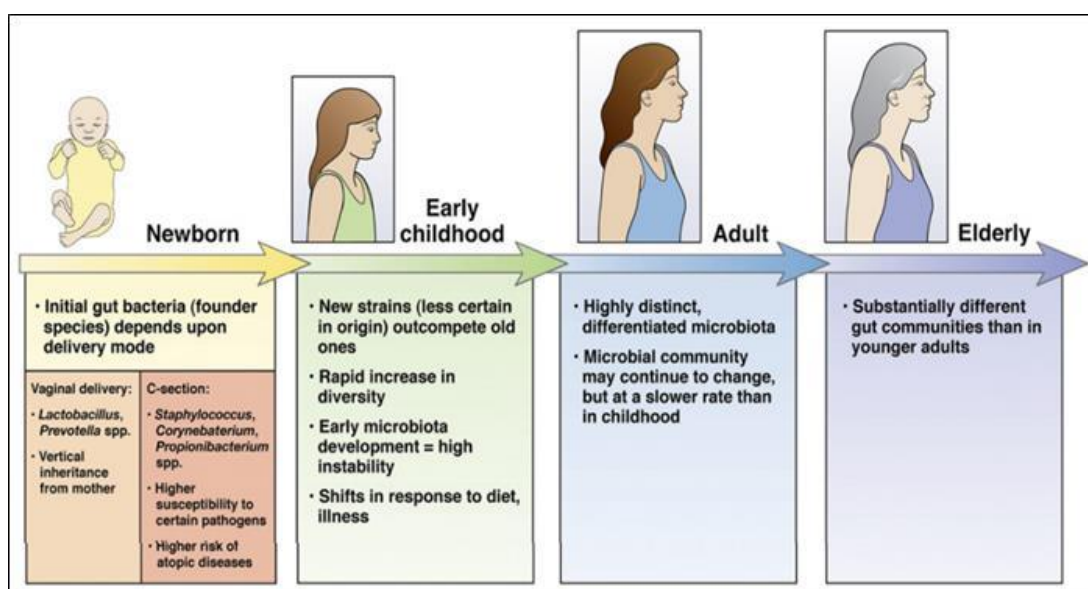 Newborn
Early
childhood
Adult
Elderly
• Initial gut bacteria (founder
species) depends upon
delivery mode
Vaginal delivery:
• Lactobacillus,
Prevotella spp.
• Vertical
inheritance
from mother
C-section:
• Staphylococcus,
Corynebaterium,
Propionibacterium
spp.
• Higher
susceptibility to
certain pathogens
• Higher risk of
atopic diseases
• New strains (less certain
in origin) outcompete old
ones
• Rapid increase in
diversity
• Early microbiota
development = high
instability
• Shifts in response to diet,
illness
• Highly distinct,
differentiated microbiota
• Microbial community
may continue to change,
but at a slower rate than
in childhood
• Substantially different
gut communities than in
younger adults